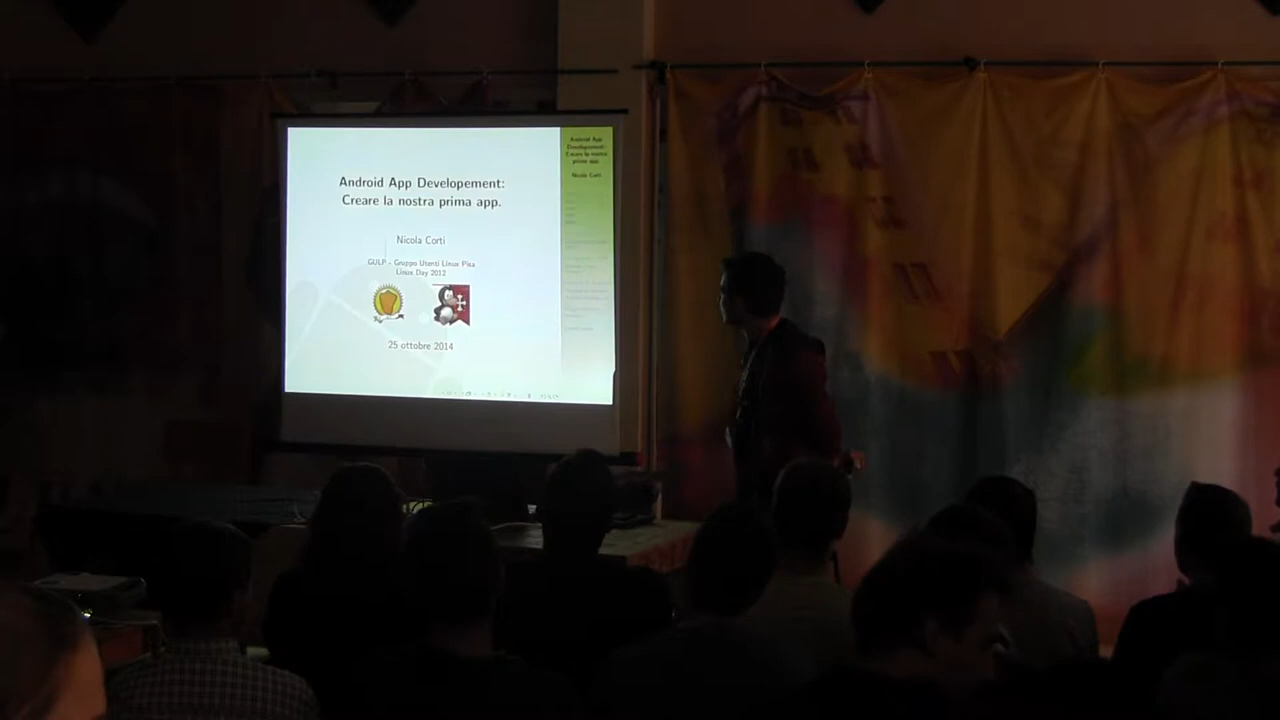 Android App Developement:
Creare la nostra prima app.
Nicola Corti
GULP - Gruppo Utenti Linux Pisa
Linux Day 2012
25 ottobre 2014
Android App
Developement:
Creare la nostra
prima app.
Nicola Corti